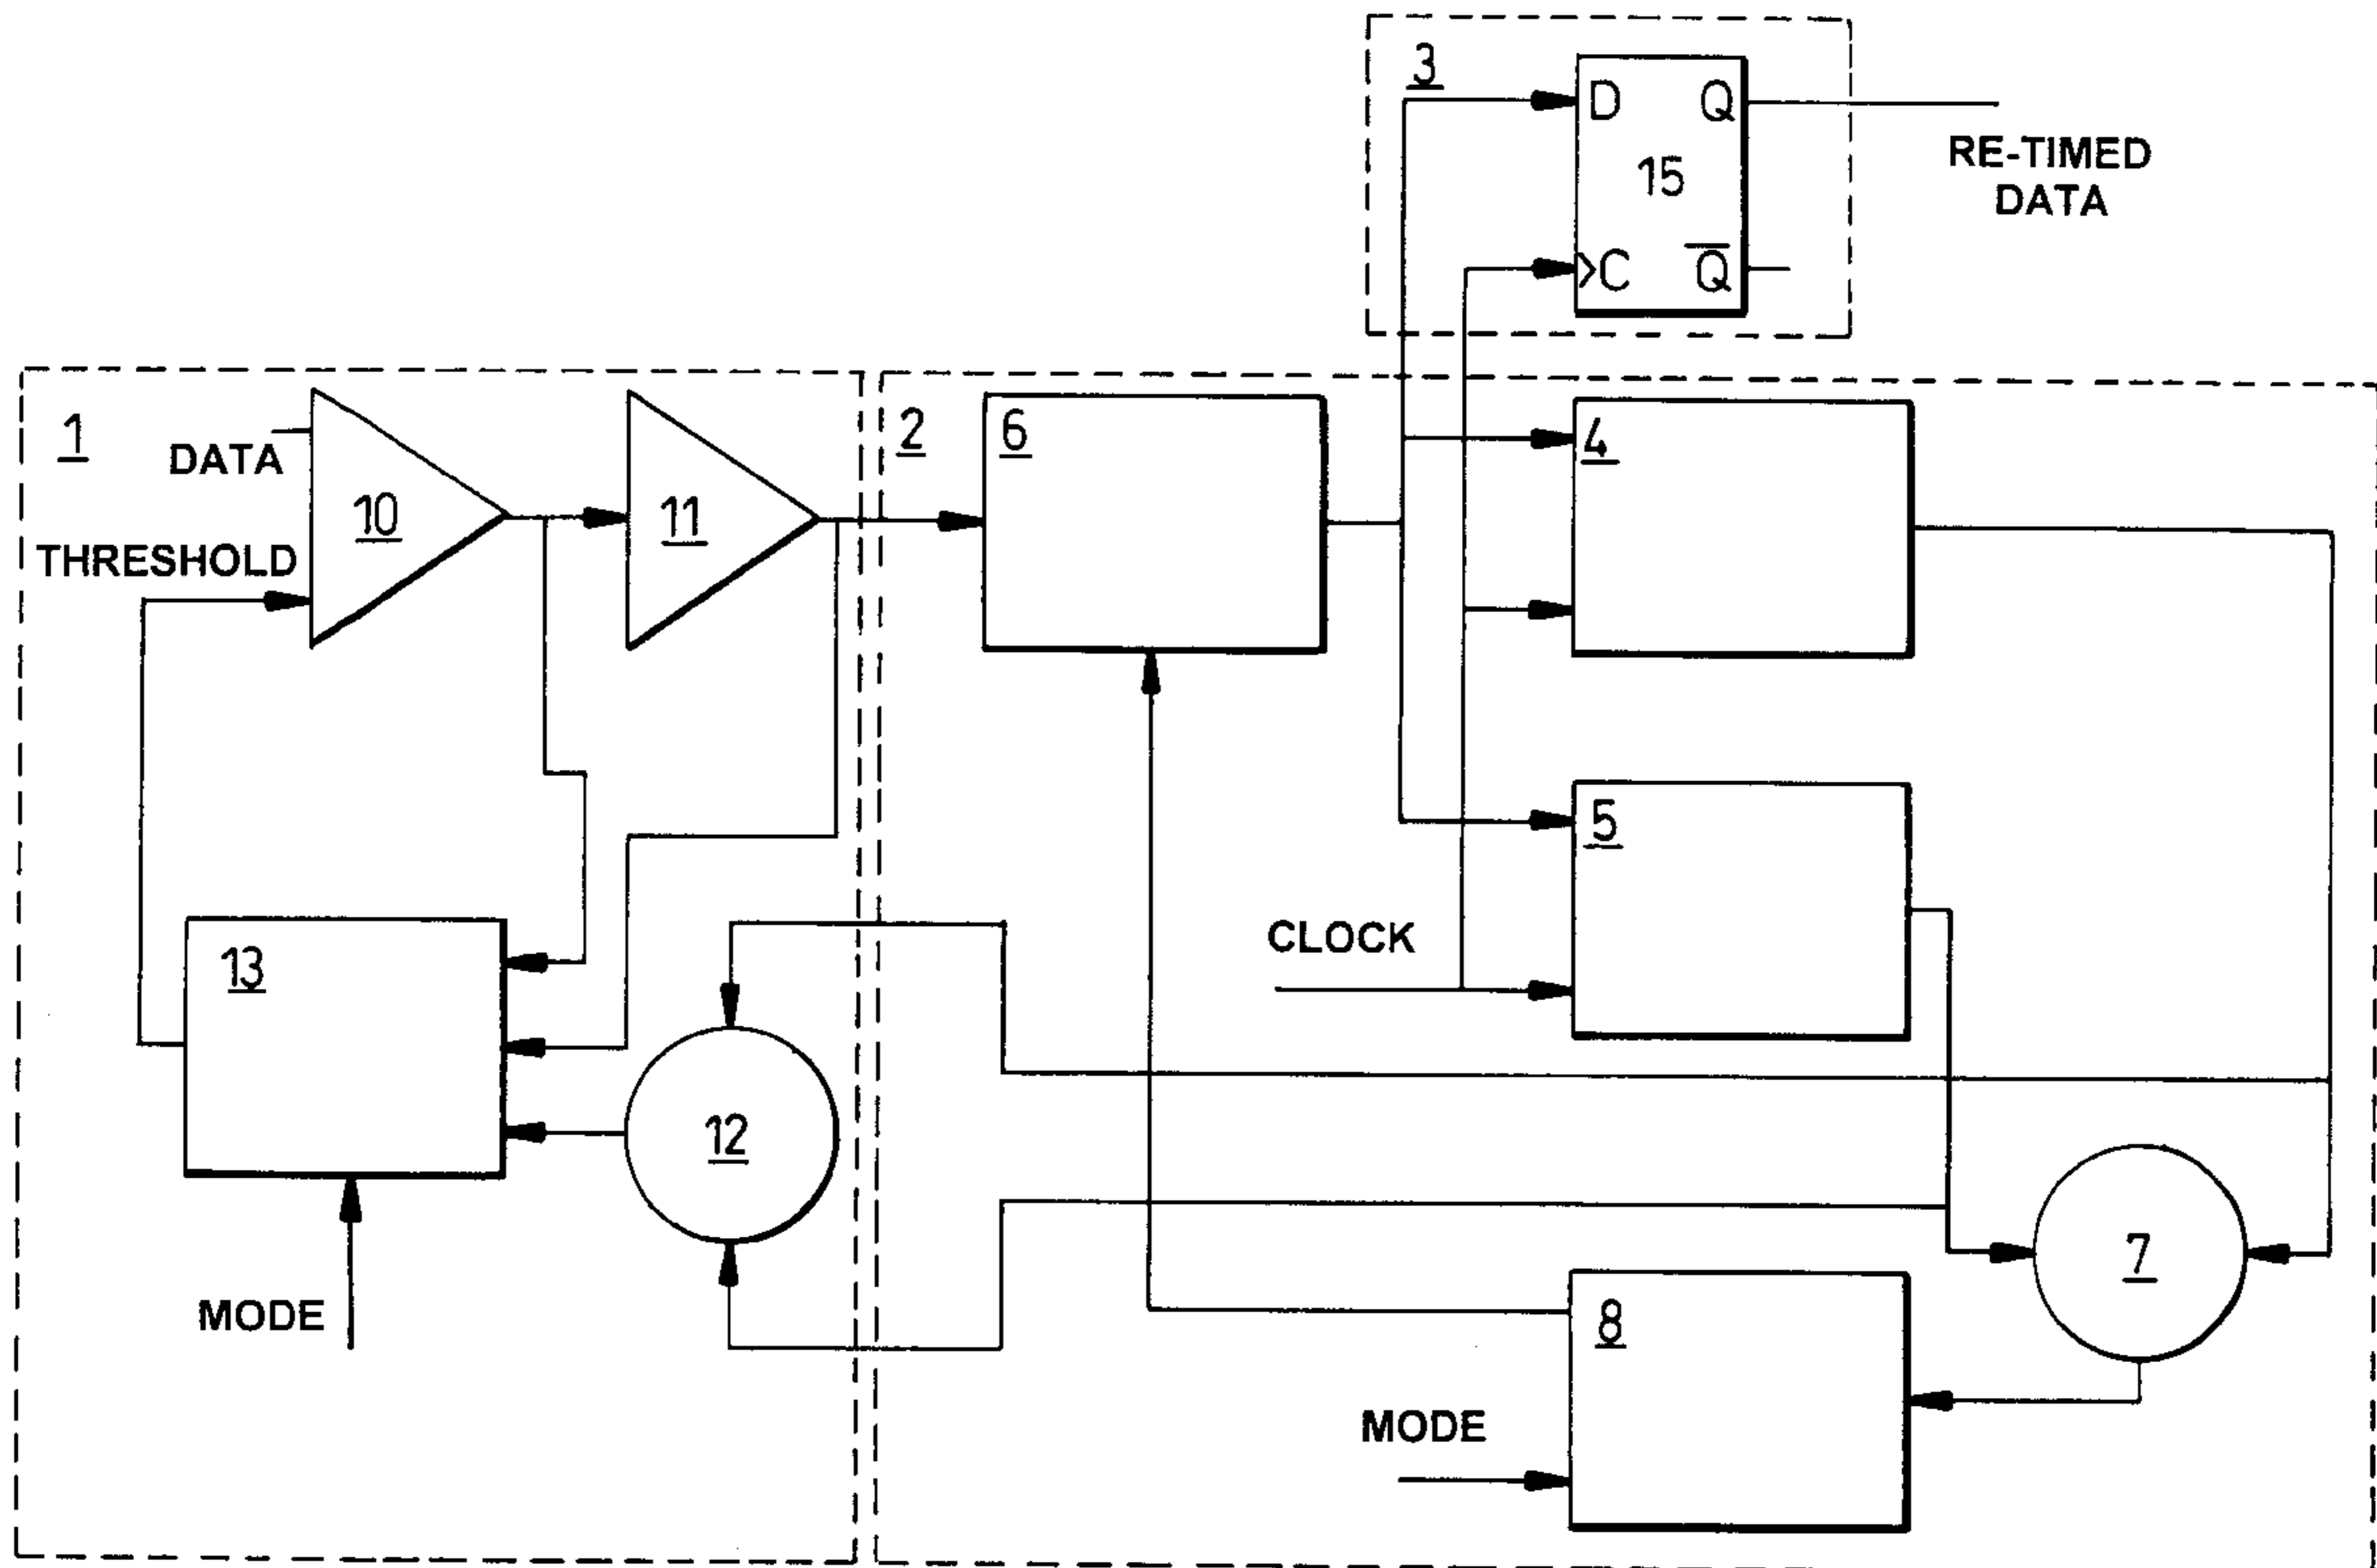 3
D Q
15
C Q̅
RE-TIMED
DATA
1
DATA
10
11
THRESHOLD
2
6
4
5
CLOCK
13
12
7
MODE
8
MODE